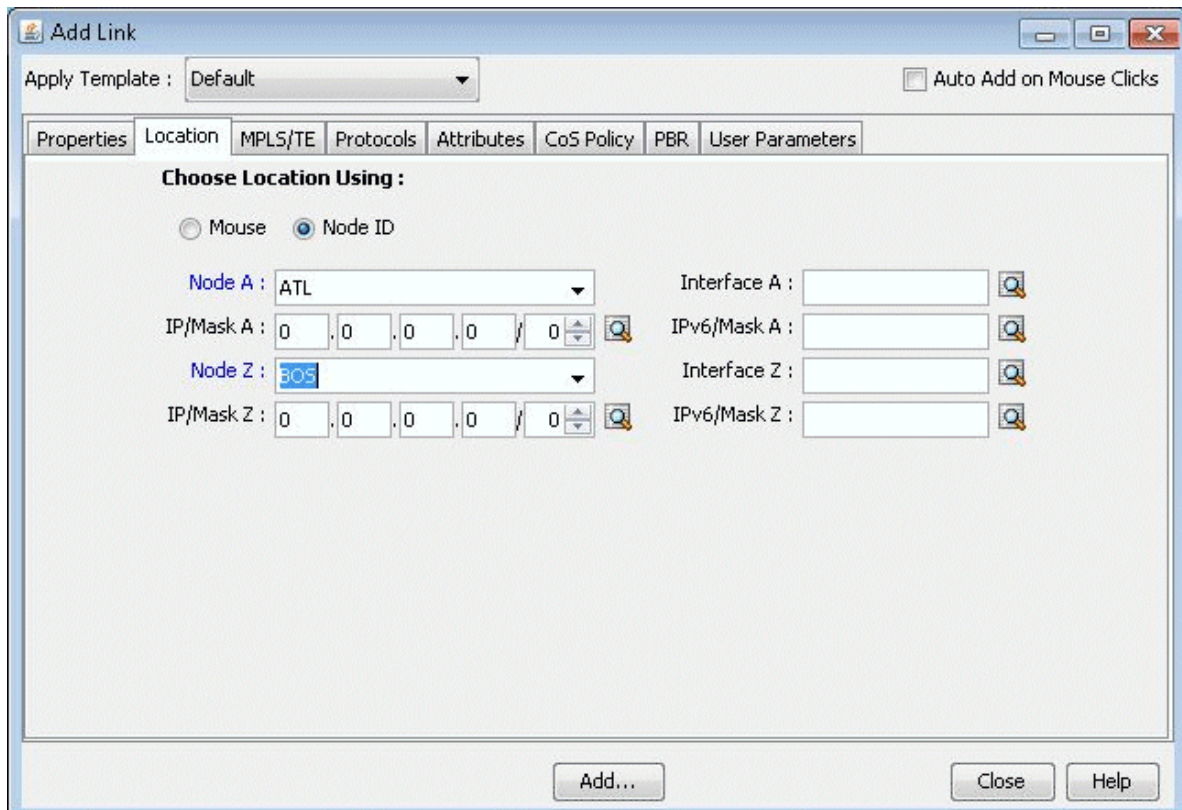 Add Link
Apply Template : Default Auto Add on Mouse Clicks
Properties Location MPLS/TE Protocols Attributes CoS Policy PBR User Parameters
Choose Location Using :
Mouse Node ID
Node A : ATL Interface A :
IP/Mask A : 0 .0 .0 .0 / 0 IPv6/Mask A :
Node Z : BOS Interface Z :
IP/Mask Z : 0 .0 .0 .0 / 0 IPv6/Mask Z :
Add... Close Help